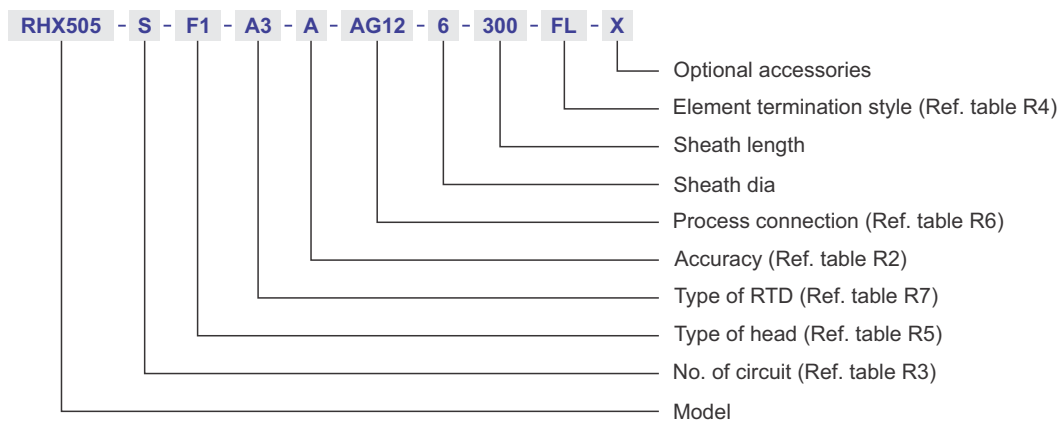 RHX505 - S - F1 - A3 - A - AG12 - 6 - 300 - FL - X
Optional accessories
Element termination style (Ref. table R4)
Sheath length
Sheath dia
Process connection (Ref. table R6)
Accuracy (Ref. table R2)
Type of RTD (Ref. table R7)
Type of head (Ref. table R5)
No. of circuit (Ref. table R3)
Model